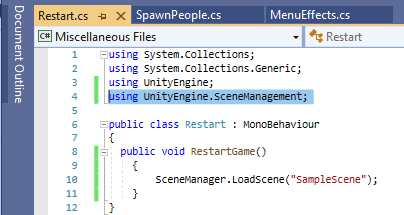 Document Outline
Restart.cs SpawnPeople.cs MenuEffects.cs
C# Miscellaneous Files Restart
1 using System.Collections;
2 using System.Collections.Generic;
3 using UnityEngine;
4 using UnityEngine.SceneManagement;
5
6 public class Restart : MonoBehaviour
7 {
8 public void RestartGame()
9 {
10 SceneManager.LoadScene("SampleScene");
11 }
12 }